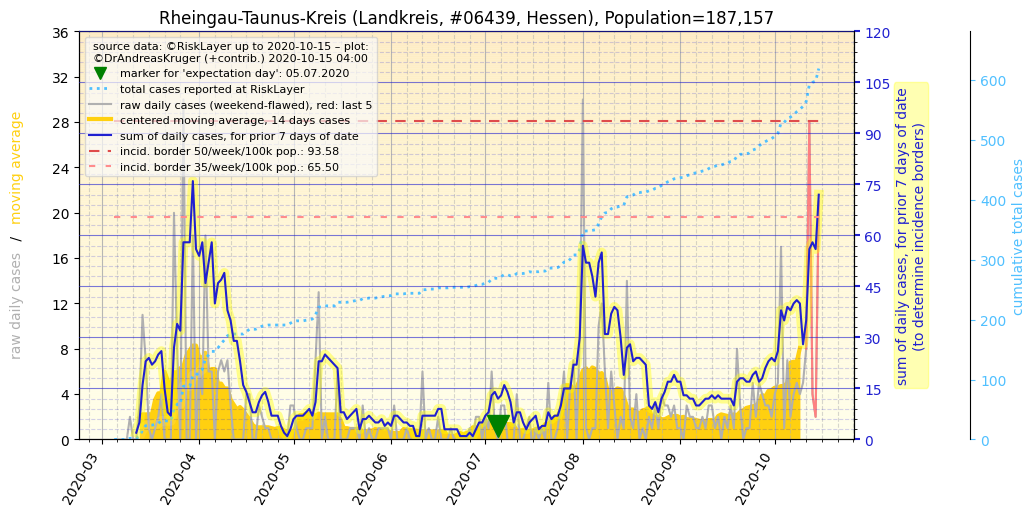 Rheingau-Taunus-Kreis (Landkreis, #06439, Hessen), Population=187,157
source data: ©RiskLayer up to 2020-10-15 – plot:
©DrAndreasKruger (+contrib.) 2020-10-15 04:00
marker for 'expectation day': 05.07.2020
total cases reported at RiskLayer
raw daily cases (weekend-flawed), red: last 5
centered moving average, 14 days cases
sum of daily cases, for prior 7 days of date
incid. border 50/week/100k pop.: 93.58
incid. border 35/week/100k pop.: 65.50
raw daily cases / moving average
36
32
28
24
20
16
12
8
4
0
2020-03
2020-04
2020-05
2020-06
2020-07
2020-08
2020-09
2020-10
120
105
90
75
60
45
30
15
0
sum of daily cases, for prior 7 days of date
(to determine incidence borders)
600
500
400
300
200
100
0
cumulative total cases